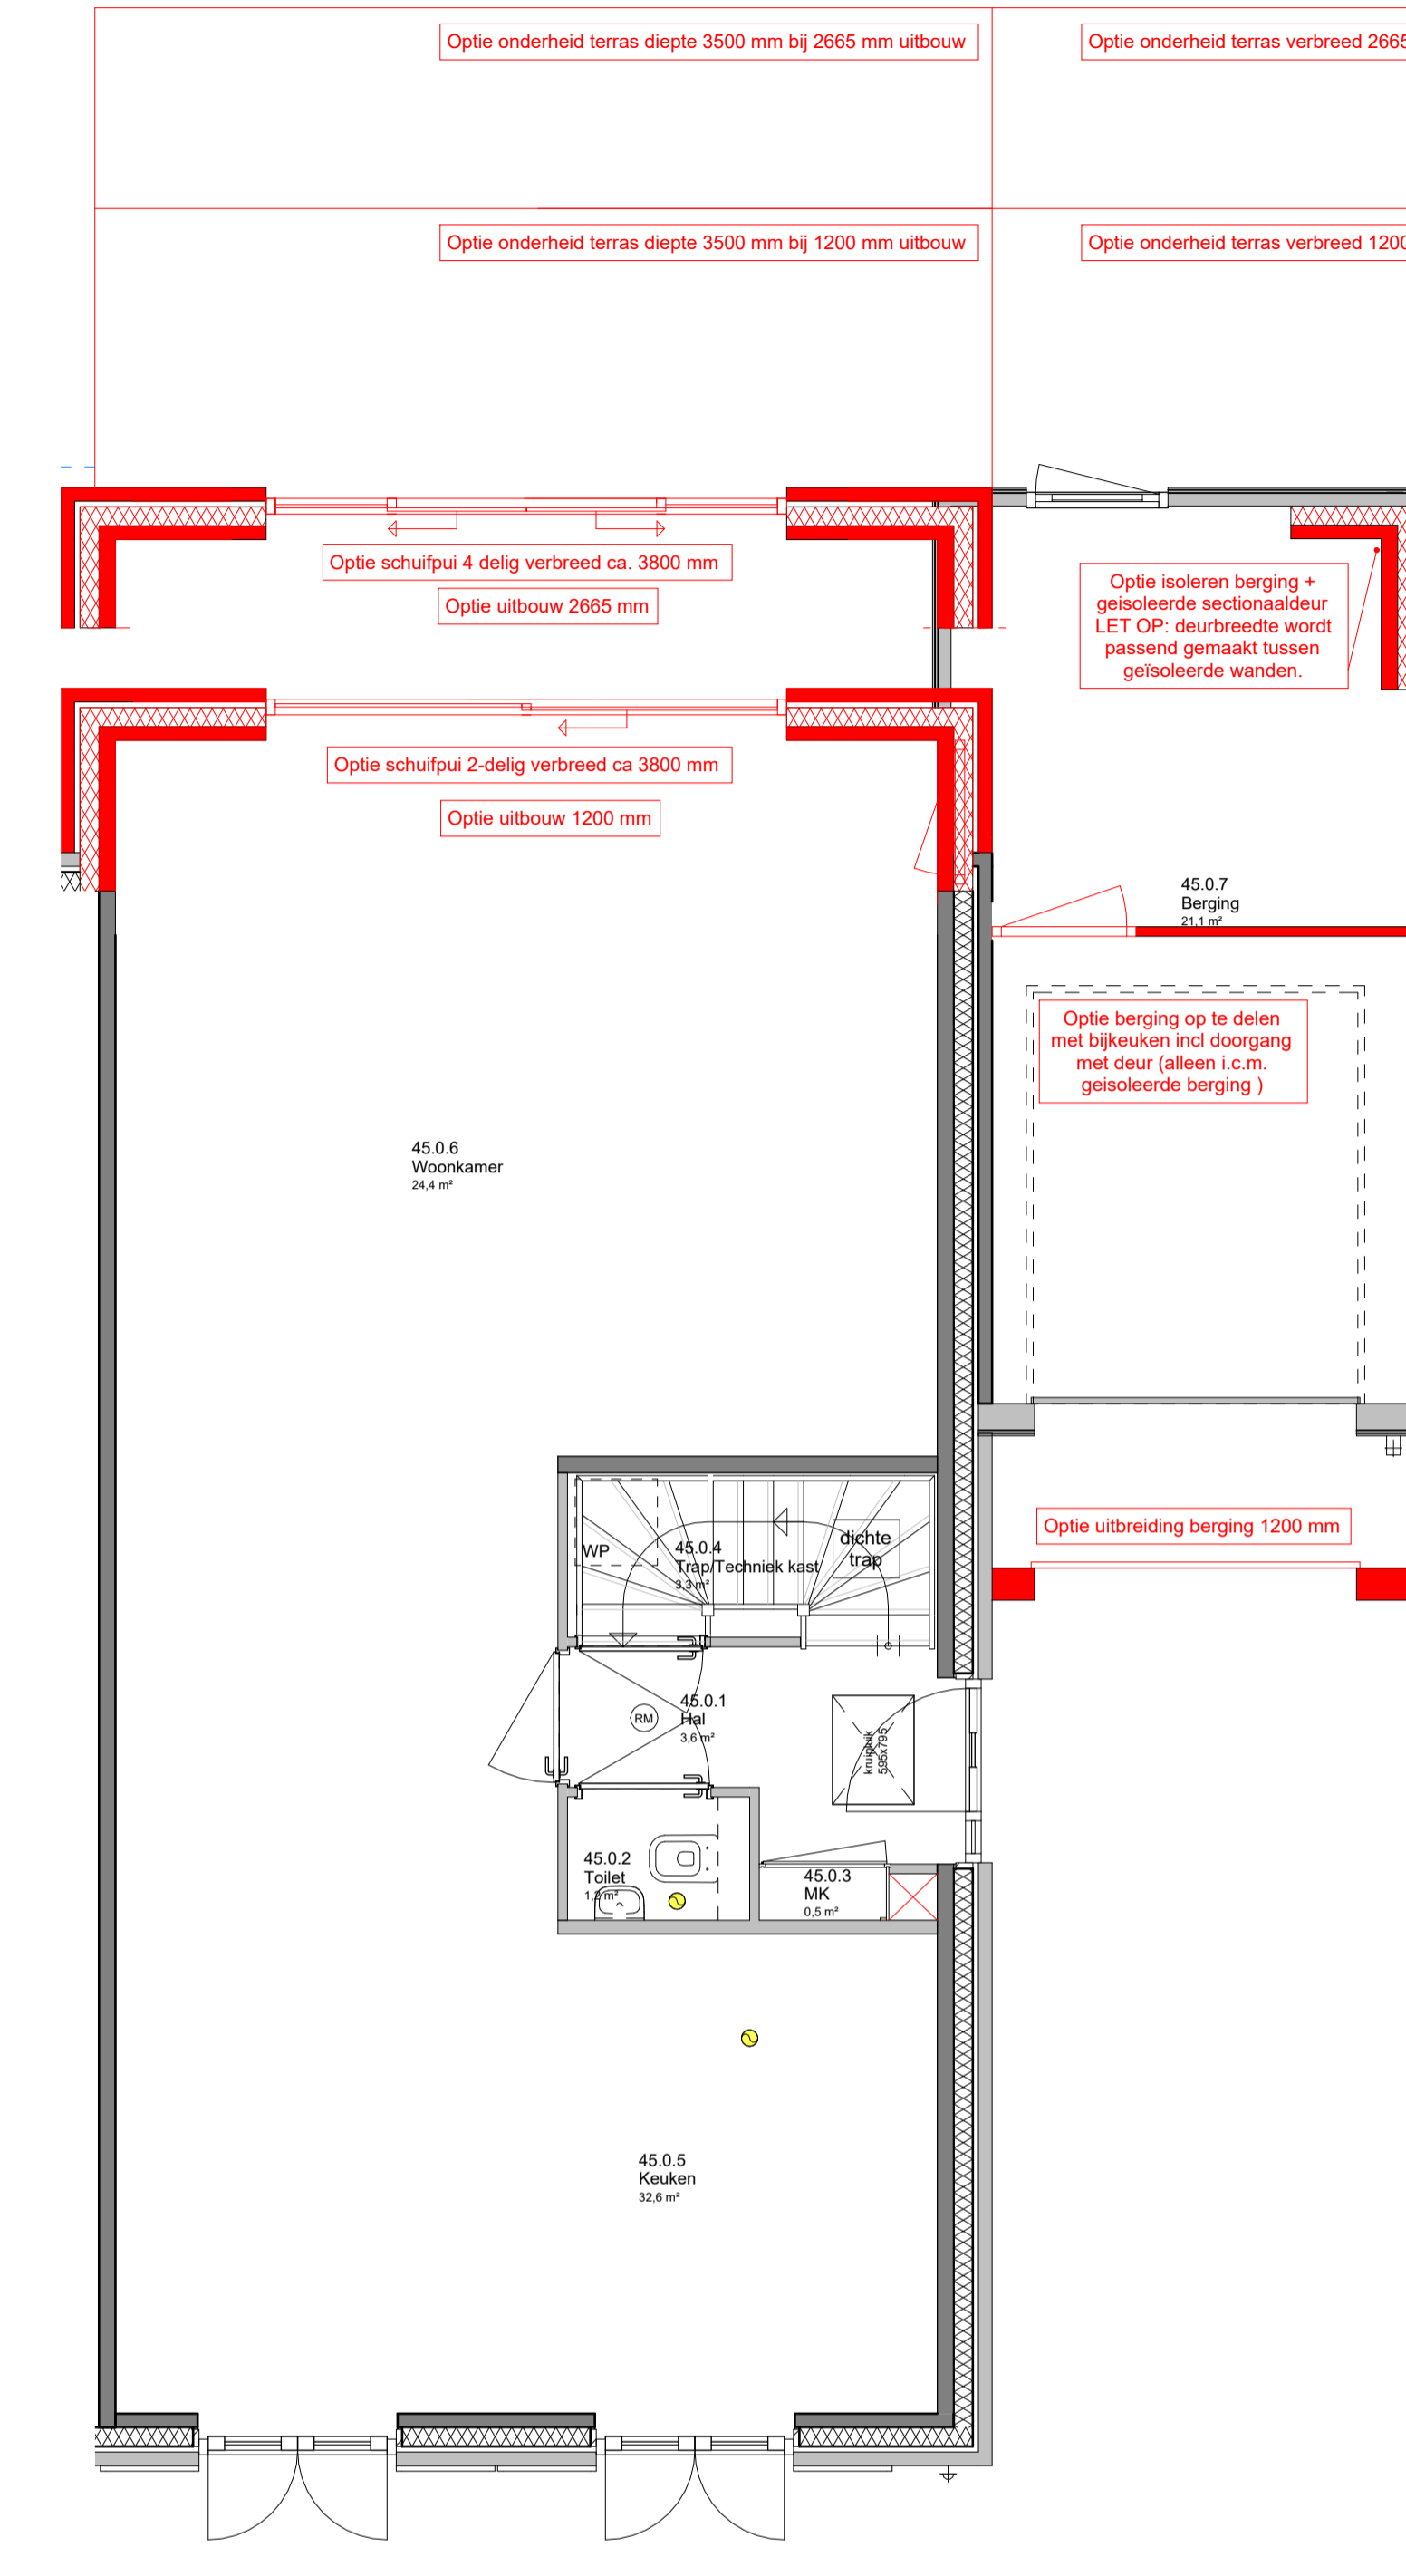 Optie onderheid terras diepte 3500 mm bij 2665 mm uitbouw
Optie onderheid terras verbreed 2665
Optie onderheid terras diepte 3500 mm bij 1200 mm uitbouw
Optie onderheid terras verbreed 1200
Optie schuifpui 4 delig verbreed ca. 3800 mm
Optie uitbouw 2665 mm
Optie isoleren berging +
geisoleerde sectionaaldeur
LET OP: deurbreedte wordt
passend gemaakt tussen
geïsoleerde wanden.
Optie schuifpui 2-delig verbreed ca 3800 mm
Optie uitbouw 1200 mm
45.0.7
Berging
21,1 m²
Optie berging op te delen
met bijkeuken incl doorgang
met deur (alleen i.c.m.
geisoleerde berging )
45.0.6
Woonkamer
24,4 m²
Optie uitbreiding berging 1200 mm
WP
45.0.4
Trap/Techniek kast
3,3 m²
dichte
trap
45.0.1
Hal
3,6 m²
RM
kruipluik
595x795
45.0.2
Toilet
1,2 m²
45.0.3
MK
0,5 m²
45.0.5
Keuken
32,6 m²